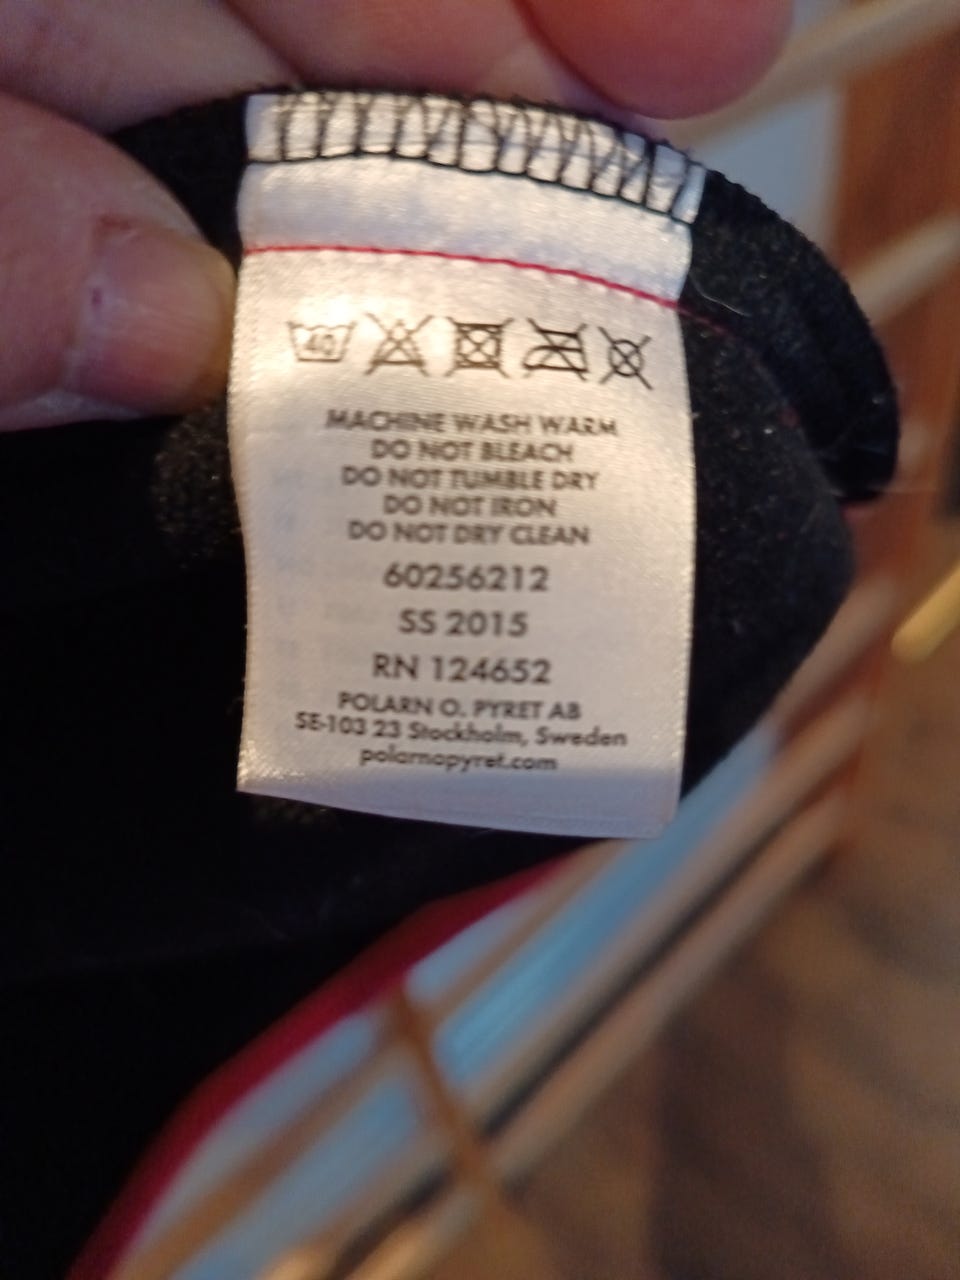 40
MACHINE WASH WARM
DO NOT BLEACH
DO NOT TUMBLE DRY
DO NOT IRON
DO NOT DRY CLEAN
60256212
SS 2015
RN 124652
POLARN O. PYRET AB
SE-103 23 Stockholm, Sweden
polarnopyret.com